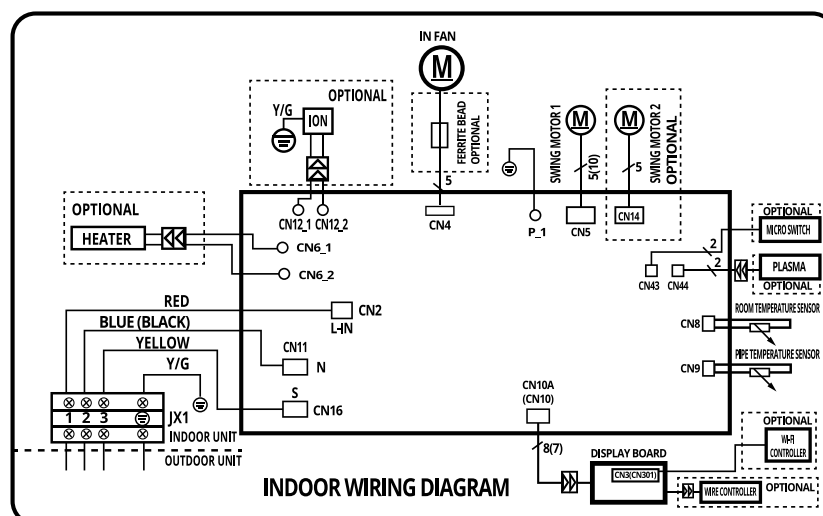 IN FAN
M
OPTIONAL
Y/G
ION
FERRITE BEAD
OPTIONAL
5
SWING MOTOR 1
M
5(10)
M
SWING MOTOR 2
OPTIONAL
5
OPTIONAL
HEATER
CN12_1
CN12_2
CN4
P_1
CN5
CN14
CN6_1
CN6_2
OPTIONAL
MICRO SWITCH
2
2
PLASMA
OPTIONAL
CN43
CN44
RED
CN2
L-IN
BLUE (BLACK)
CN11
N
YELLOW
Y/G
S
CN16
ROOM TEMPERATURE SENSOR
CN8
PIPE TEMPERATURE SENSOR
CN9
CN10A
(CN10)
1 2 3
JX1
INDOOR UNIT
OUTDOOR UNIT
8(7)
DISPLAY BOARD
CN3(CN301)
OPTIONAL
WI-FI
CONTROLLER
WIRE CONTROLLER
OPTIONAL
INDOOR WIRING DIAGRAM